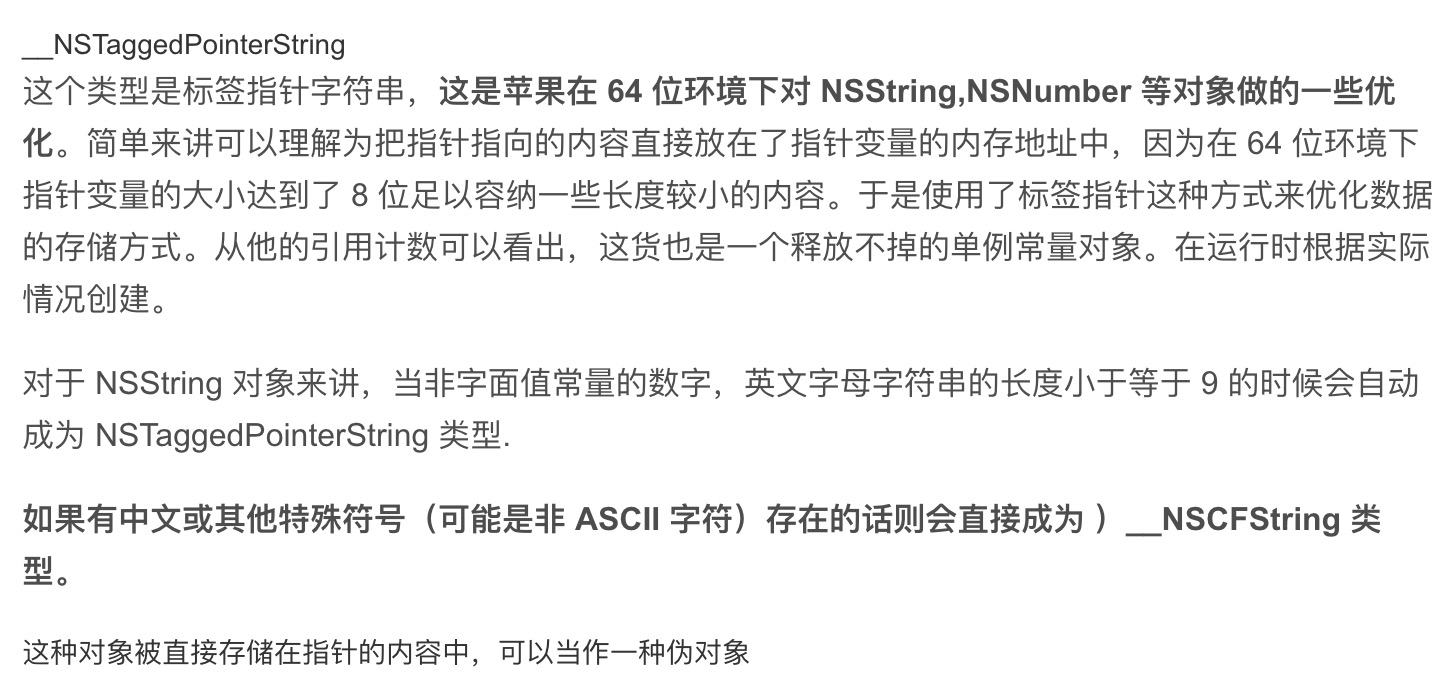 __NSTaggedPointerString
这个类型是标签指针字符串，这是苹果在 64 位环境下对 NSString,NSNumber 等对象做的一些优
化。简单来讲可以理解为把指针指向的内容直接放在了指针变量的内存地址中，因为在 64 位环境下
指针变量的大小达到了 8 位足以容纳一些长度较小的内容。于是使用了标签指针这种方式来优化数据
的存储方式。从他的引用计数可以看出，这货也是一个释放不掉的单例常量对象。在运行时根据实际
情况创建。
对于 NSString 对象来讲，当非字面值常量的数字，英文字母字符串的长度小于等于 9 的时候会自动
成为 NSTaggedPointerString 类型.
如果有中文或其他特殊符号（可能是非 ASCII 字符）存在的话则会直接成为 ）__NSCFString 类
型。
这种对象被直接存储在指针的内容中，可以当作一种伪对象